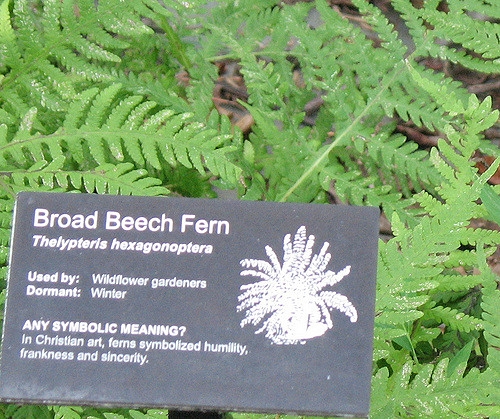 Broad Beech Fern
Thelypteris hexagonoptera
Used by: Wildflower gardeners
Dormant: Winter
ANY SYMBOLIC MEANING?
In Christian art, ferns symbolized humility,
frankness and sincerity.